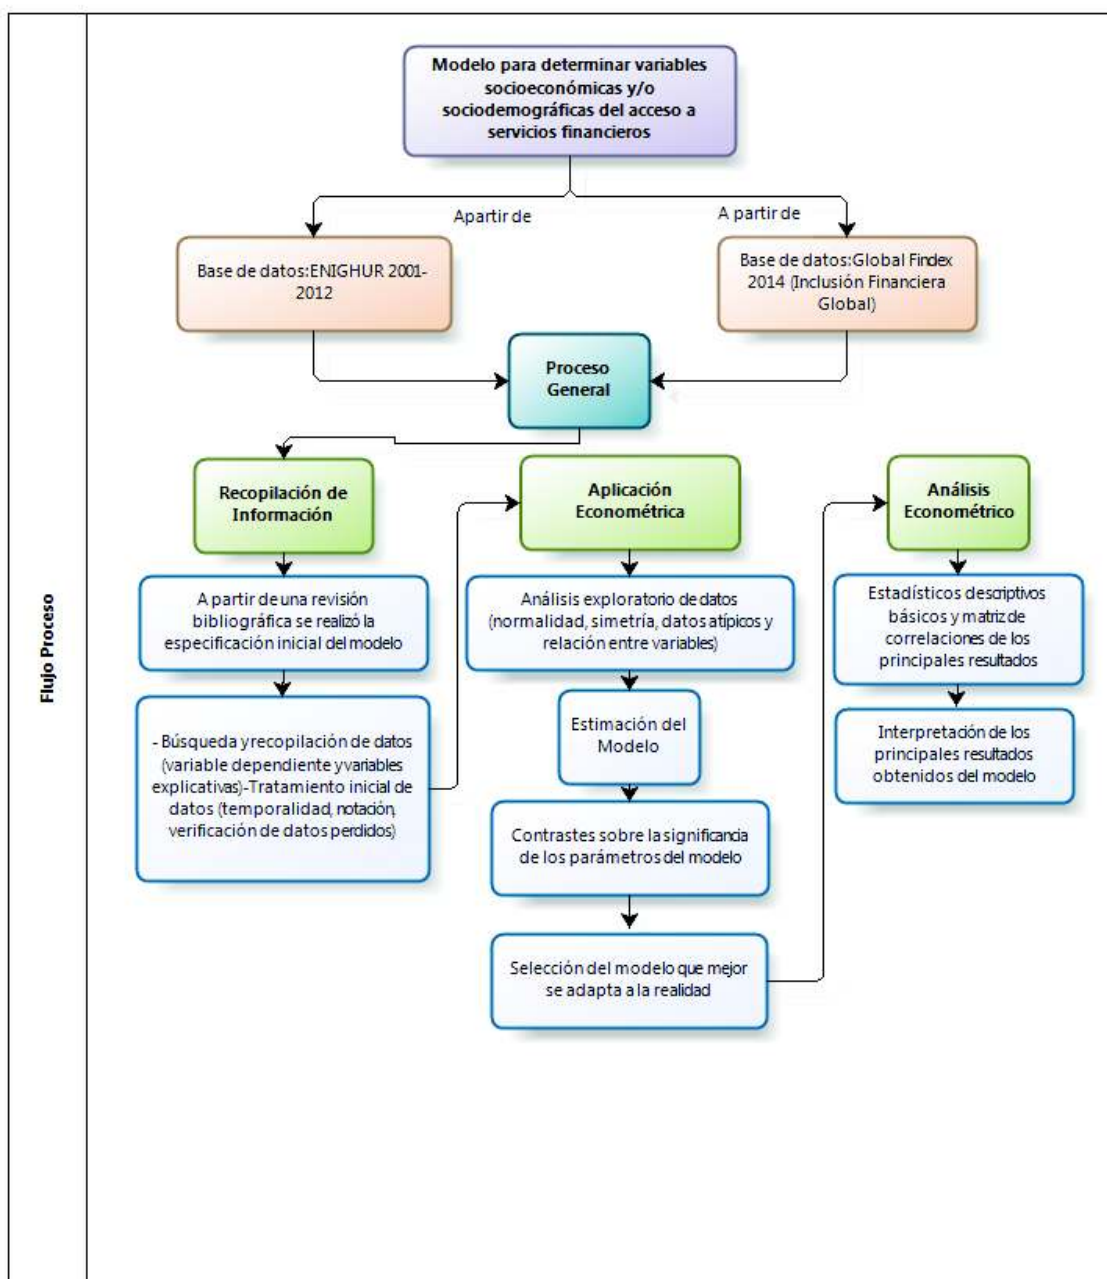 Flujo Proceso
Modelo para determinar variables
socioeconómicas y/o
sociodemográficas del acceso a
servicios financieros
Apartir de
A partir de
Base de datos:ENIGHUR 2001-
2012
Base de datos:Global Findex
2014 (Inclusión Financiera
Global)
Proceso
General
Recopilación de
Información
A partir de una revisión
bibliográfica se realizó la
especificación inicial del modelo
- Búsqueda y recopilación de datos
(variable dependiente y variables
explicativas)-Tratamiento inicial de
datos (temporalidad, notación,
verificación de datos perdidos)
Aplicación
Econométrica
Análisis exploratorio de datos
(normalidad, simetría, datos atípicos y
relación entre variables)
Estimación del
Modelo
Contrastes sobre la significancia
de los parámetros del modelo
Selección del modelo que mejor
se adapta a la realidad
Análisis
Econométrico
Estadísticos descriptivos
básicos y matriz de
correlaciones de los
principales resultados
Interpretación de los
principales resultados
obtenidos del modelo